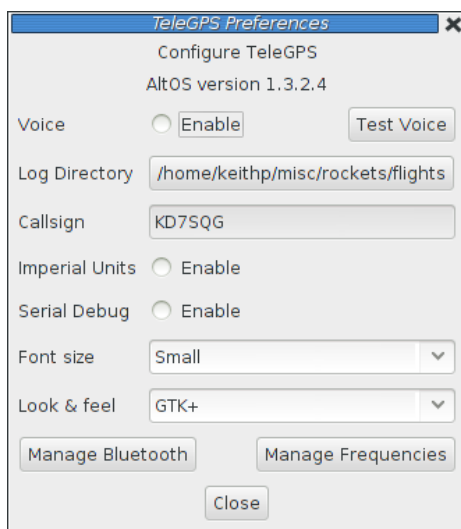 TeleGPS Preferences
Configure TeleGPS
AltOS version 1.3.2.4
Voice Enable Test Voice
Log Directory /home/keithp/misc/rockets/flights
Callsign KD7SQG
Imperial Units Enable
Serial Debug Enable
Font size Small
Look & feel GTK+
Manage Bluetooth Manage Frequencies
Close